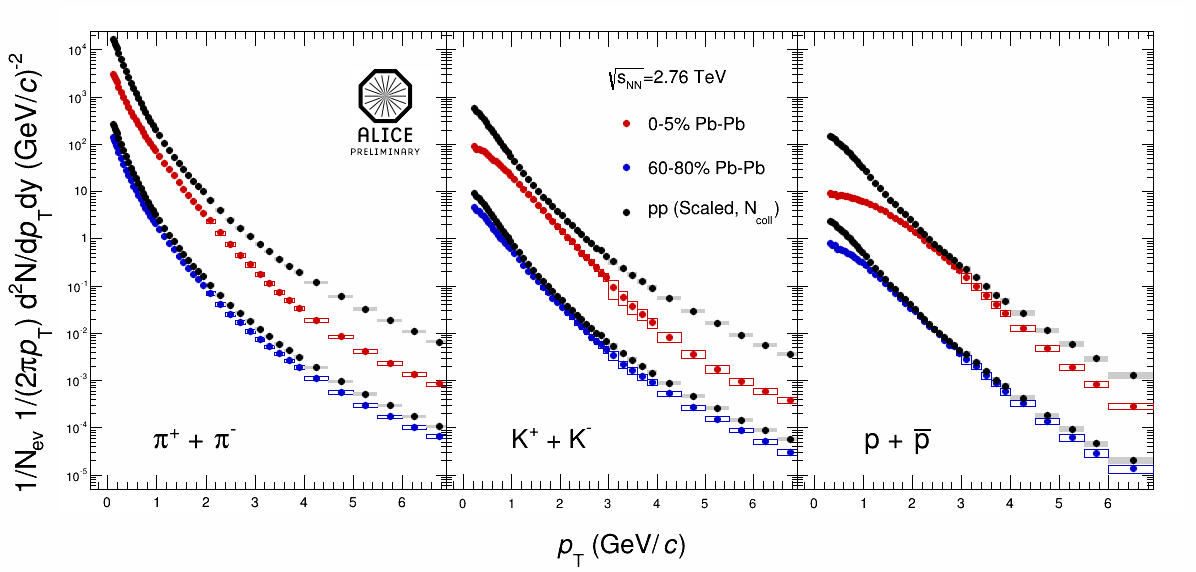 1/N_ev 1/(2πp_T) d²N/dp_Tdy (GeV/c)⁻²
10⁴
10³
10²
10
1
10⁻¹
10⁻²
10⁻³
10⁻⁴
10⁻⁵
ALICE
PRELIMINARY
√s_NN=2.76 TeV
0-5% Pb-Pb
60-80% Pb-Pb
pp (Scaled, N_coll)
π⁺ + π⁻
K⁺ + K⁻
p + p̅
0 1 2 3 4 5 6
0 1 2 3 4 5 6
0 1 2 3 4 5 6
p_T (GeV/c)